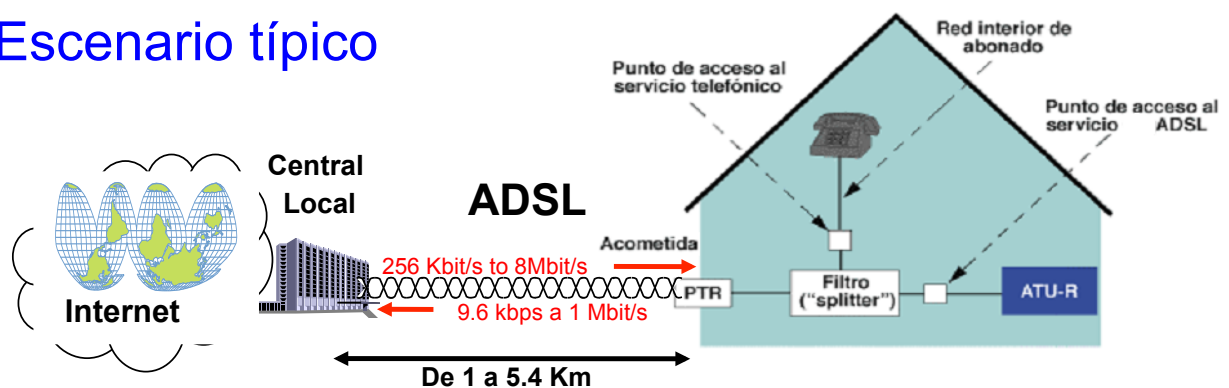 Escenario típico
Red interior de
abonado
Punto de acceso al
servicio telefónico
Punto de acceso al
servicio ADSL
Central
Local
ADSL
Acometida
256 Kbit/s to 8Mbit/s
PTR
Filtro
("splitter")
ATU-R
Internet
9.6 kbps a 1 Mbit/s
De 1 a 5.4 Km